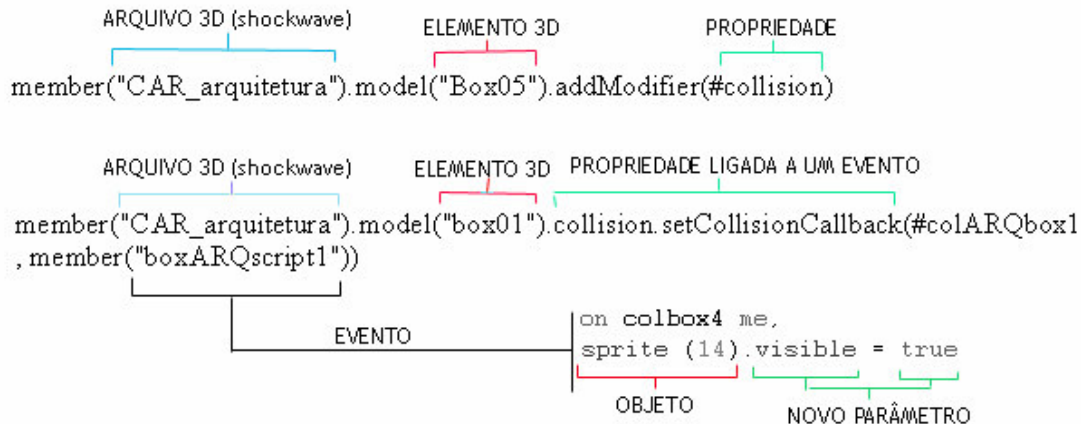 ARQUIVO 3D (shockwave) ELEMENTO 3D PROPRIEDADE
member("CAR_arquitetura").model("Box05").addModifier(#collision)
ARQUIVO 3D (shockwave) ELEMENTO 3D PROPRIEDADE LIGADA A UM EVENTO
member("CAR_arquitetura").model("box01").collision.setCollisionCallback(#colARQbox1
, member("boxARQscript1"))
EVENTO
on colbox4 me,
sprite (14).visible = true
OBJETO NOVO PARÂMETRO